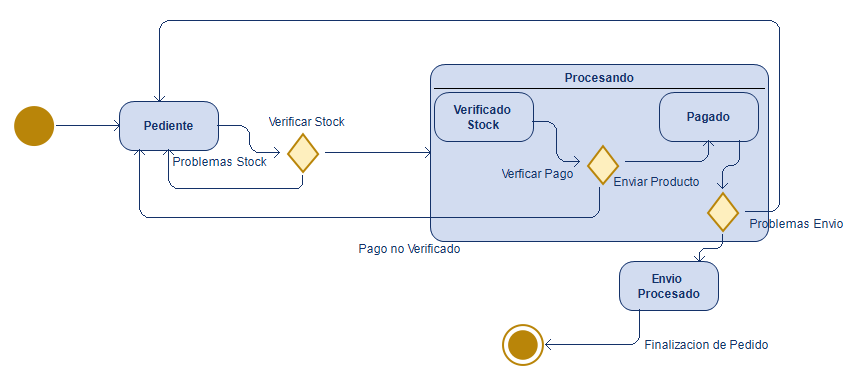 Procesando
Verificado
Stock
Pagado
Pediente
Verificar Stock
Problemas Stock
Verficar Pago
Enviar Producto
Problemas Envio
Pago no Verificado
Envio
Procesado
Finalizacion de Pedido